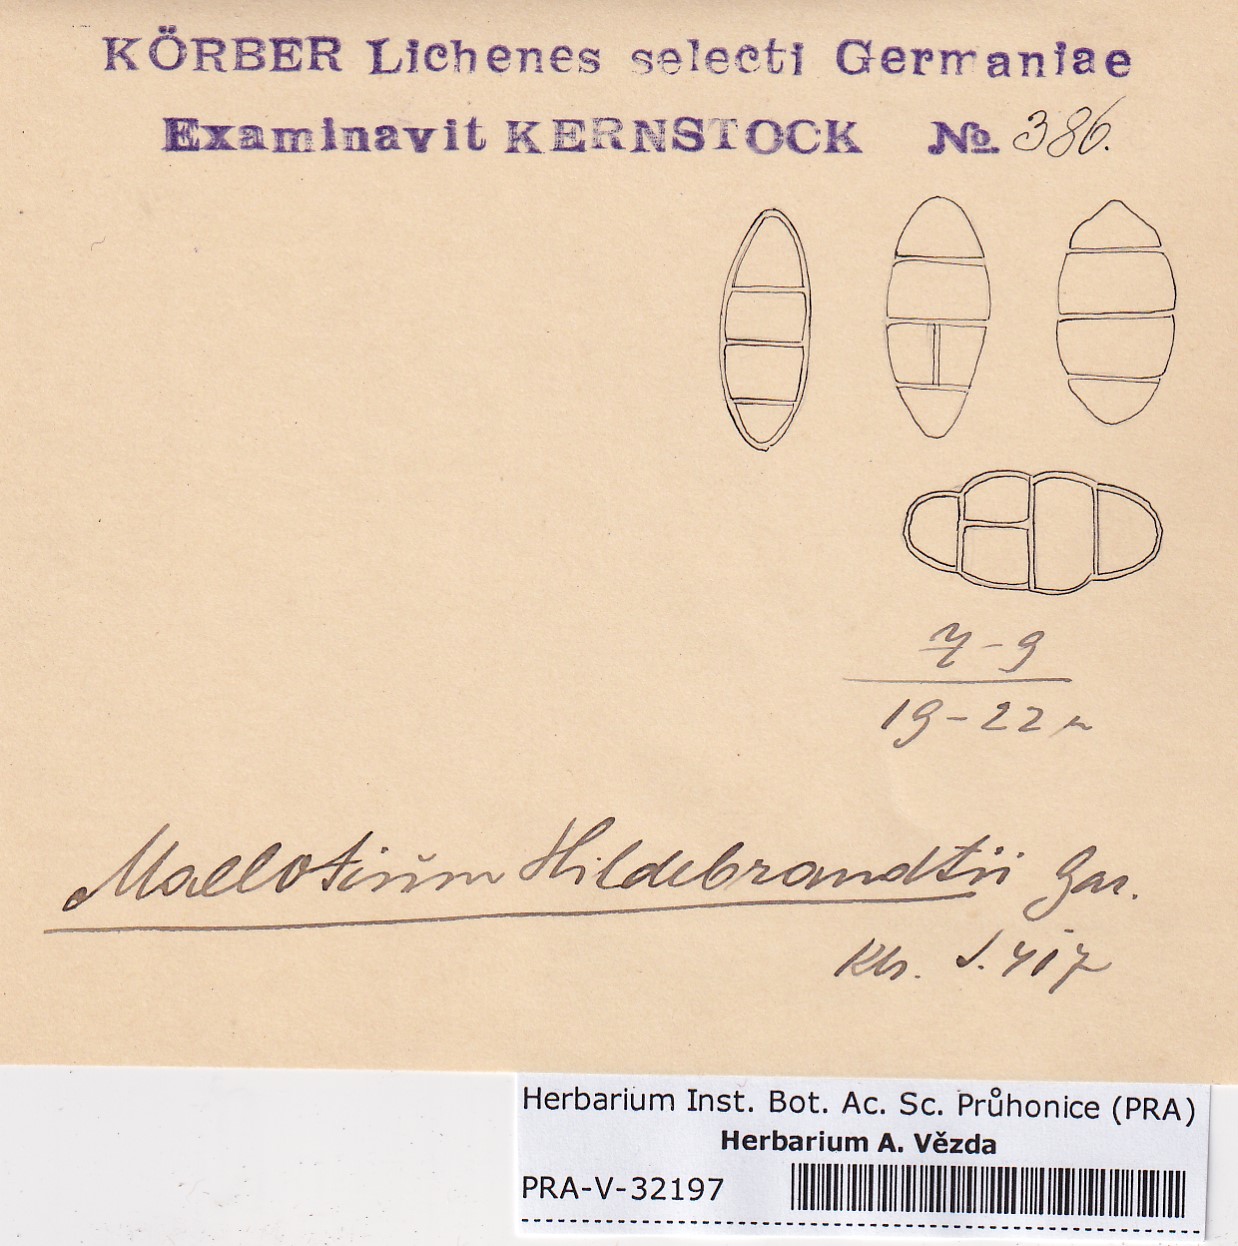 KÖRBER Lichenes selecti Germaniae
Examinavit KERNSTOCK No. 386.
7-9
19-22 μ
Mallotium Hildebrandtii Gar.
Kbr. S. 417
Herbarium Inst. Bot. Ac. Sc. Průhonice (PRA)
Herbarium A. Vězda
PRA-V-32197